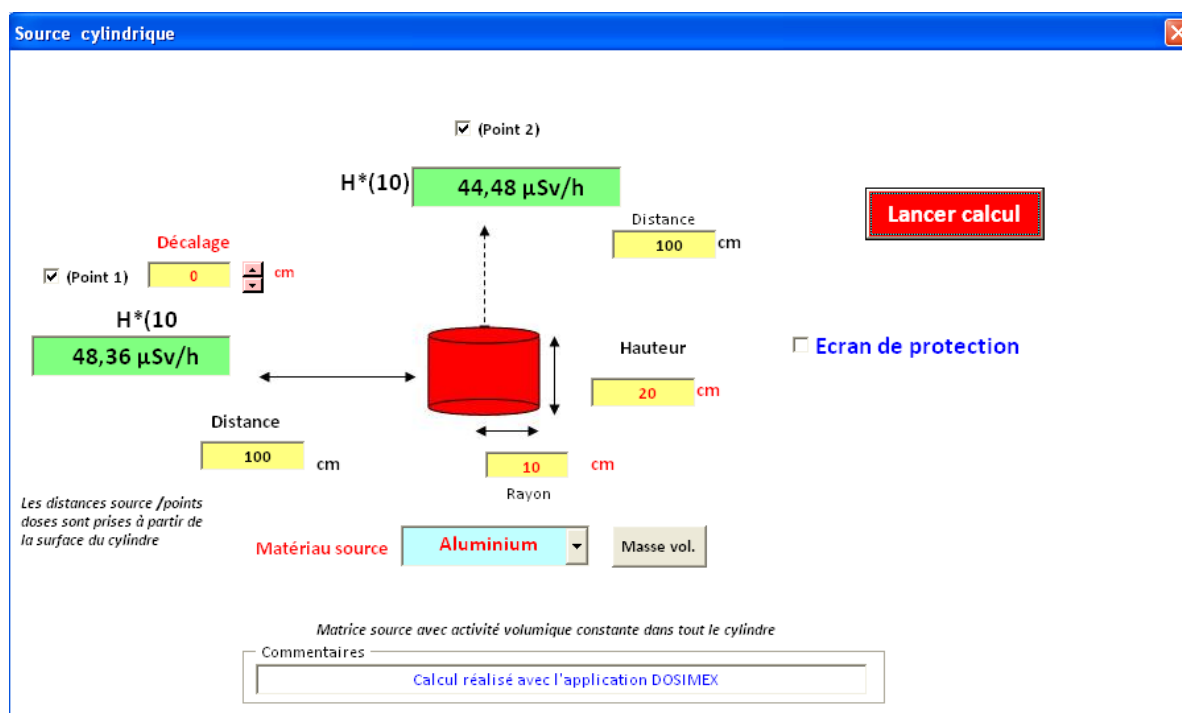 Source cylindrique
(Point 2)
H*(10)
44,48 µSv/h
Lancer calcul
Distance
100 cm
Décalage
(Point 1)
0 cm
H*(10
48,36 µSv/h
Hauteur
20 cm
Ecran de protection
Distance
100 cm
10 cm
Rayon
Les distances source /points
doses sont prises à partir de
la surface du cylindre
Matériau source Aluminium Masse vol.
Matrice source avec activité volumique constante dans tout le cylindre
Commentaires
Calcul réalisé avec l'application DOSIMEX